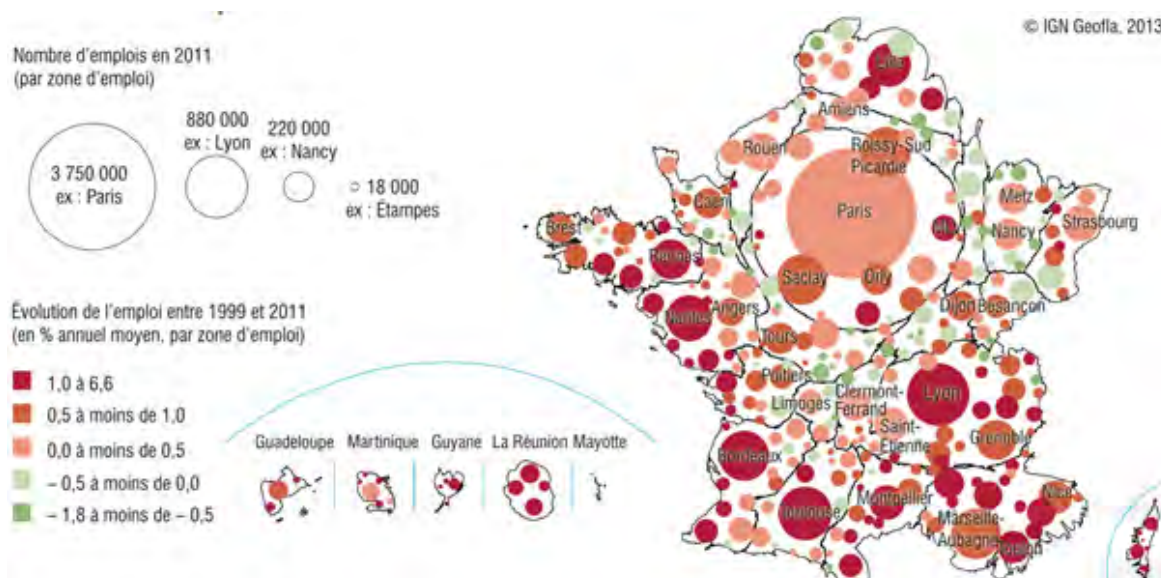 © IGN Geofla, 2013
Nombre d'emplois en 2011
(par zone d'emploi)
880 000
ex : Lyon
220 000
ex : Nancy
3 750 000
ex : Paris
18 000
ex : Étampes
Évolution de l'emploi entre 1999 et 2011
(en % annuel moyen, par zone d'emploi)
1,0 à 6,6
0,5 à moins de 1,0
0,0 à moins de 0,5
– 0,5 à moins de 0,0
– 1,8 à moins de – 0,5
Guadeloupe
Martinique
Guyane
La Réunion
Mayotte
Lille
Amiens
Rouen
Roissy-Sud
Picardie
Caen
Paris
Metz
Strasbourg
Nancy
Brest
Rennes
Saclay
Orly
Angers
Nantes
Dijon
Besançon
Tours
Poitiers
Limoges
Clermont-
Ferrand
Lyon
Saint-
Etienne
Grenoble
Bordeaux
Toulouse
Montpellier
Nice
Marseille-
Aubagne
Toulon